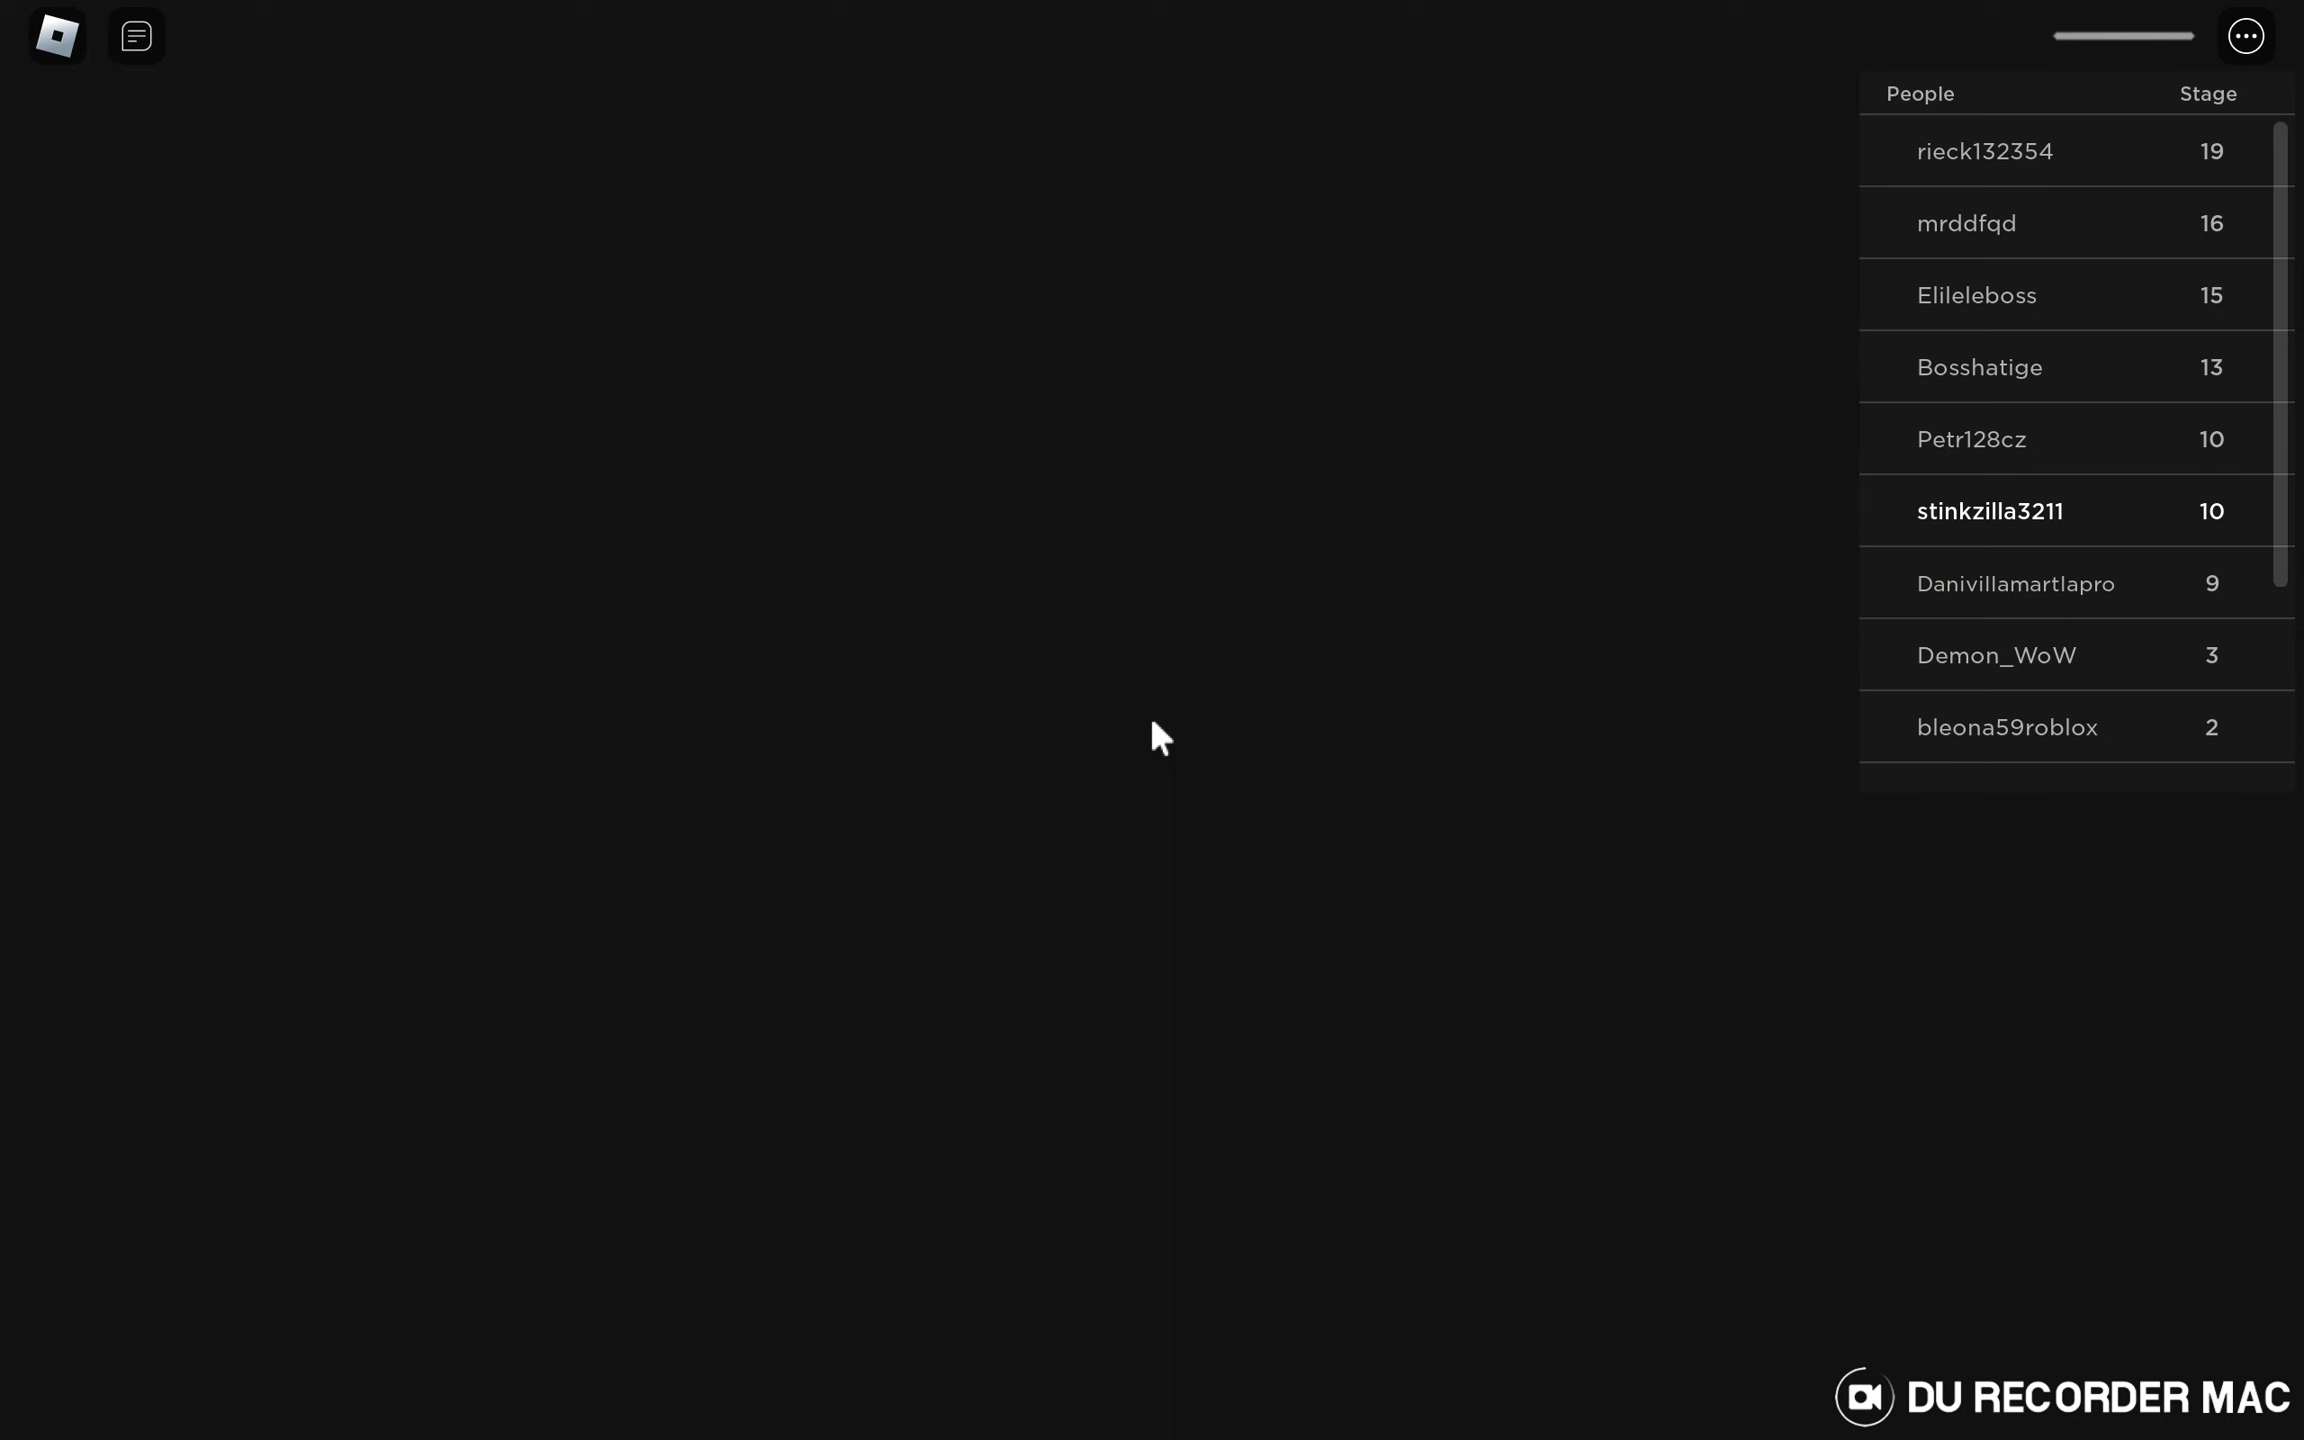 People Stage
rieck132354 19
mrddfqd 16
Elileleboss 15
Bosshatige 13
Petr128cz 10
stinkzilla3211 10
Danivillamartlapro 9
Demon_WoW 3
bleona59roblox 2
DU RECORDER MAC